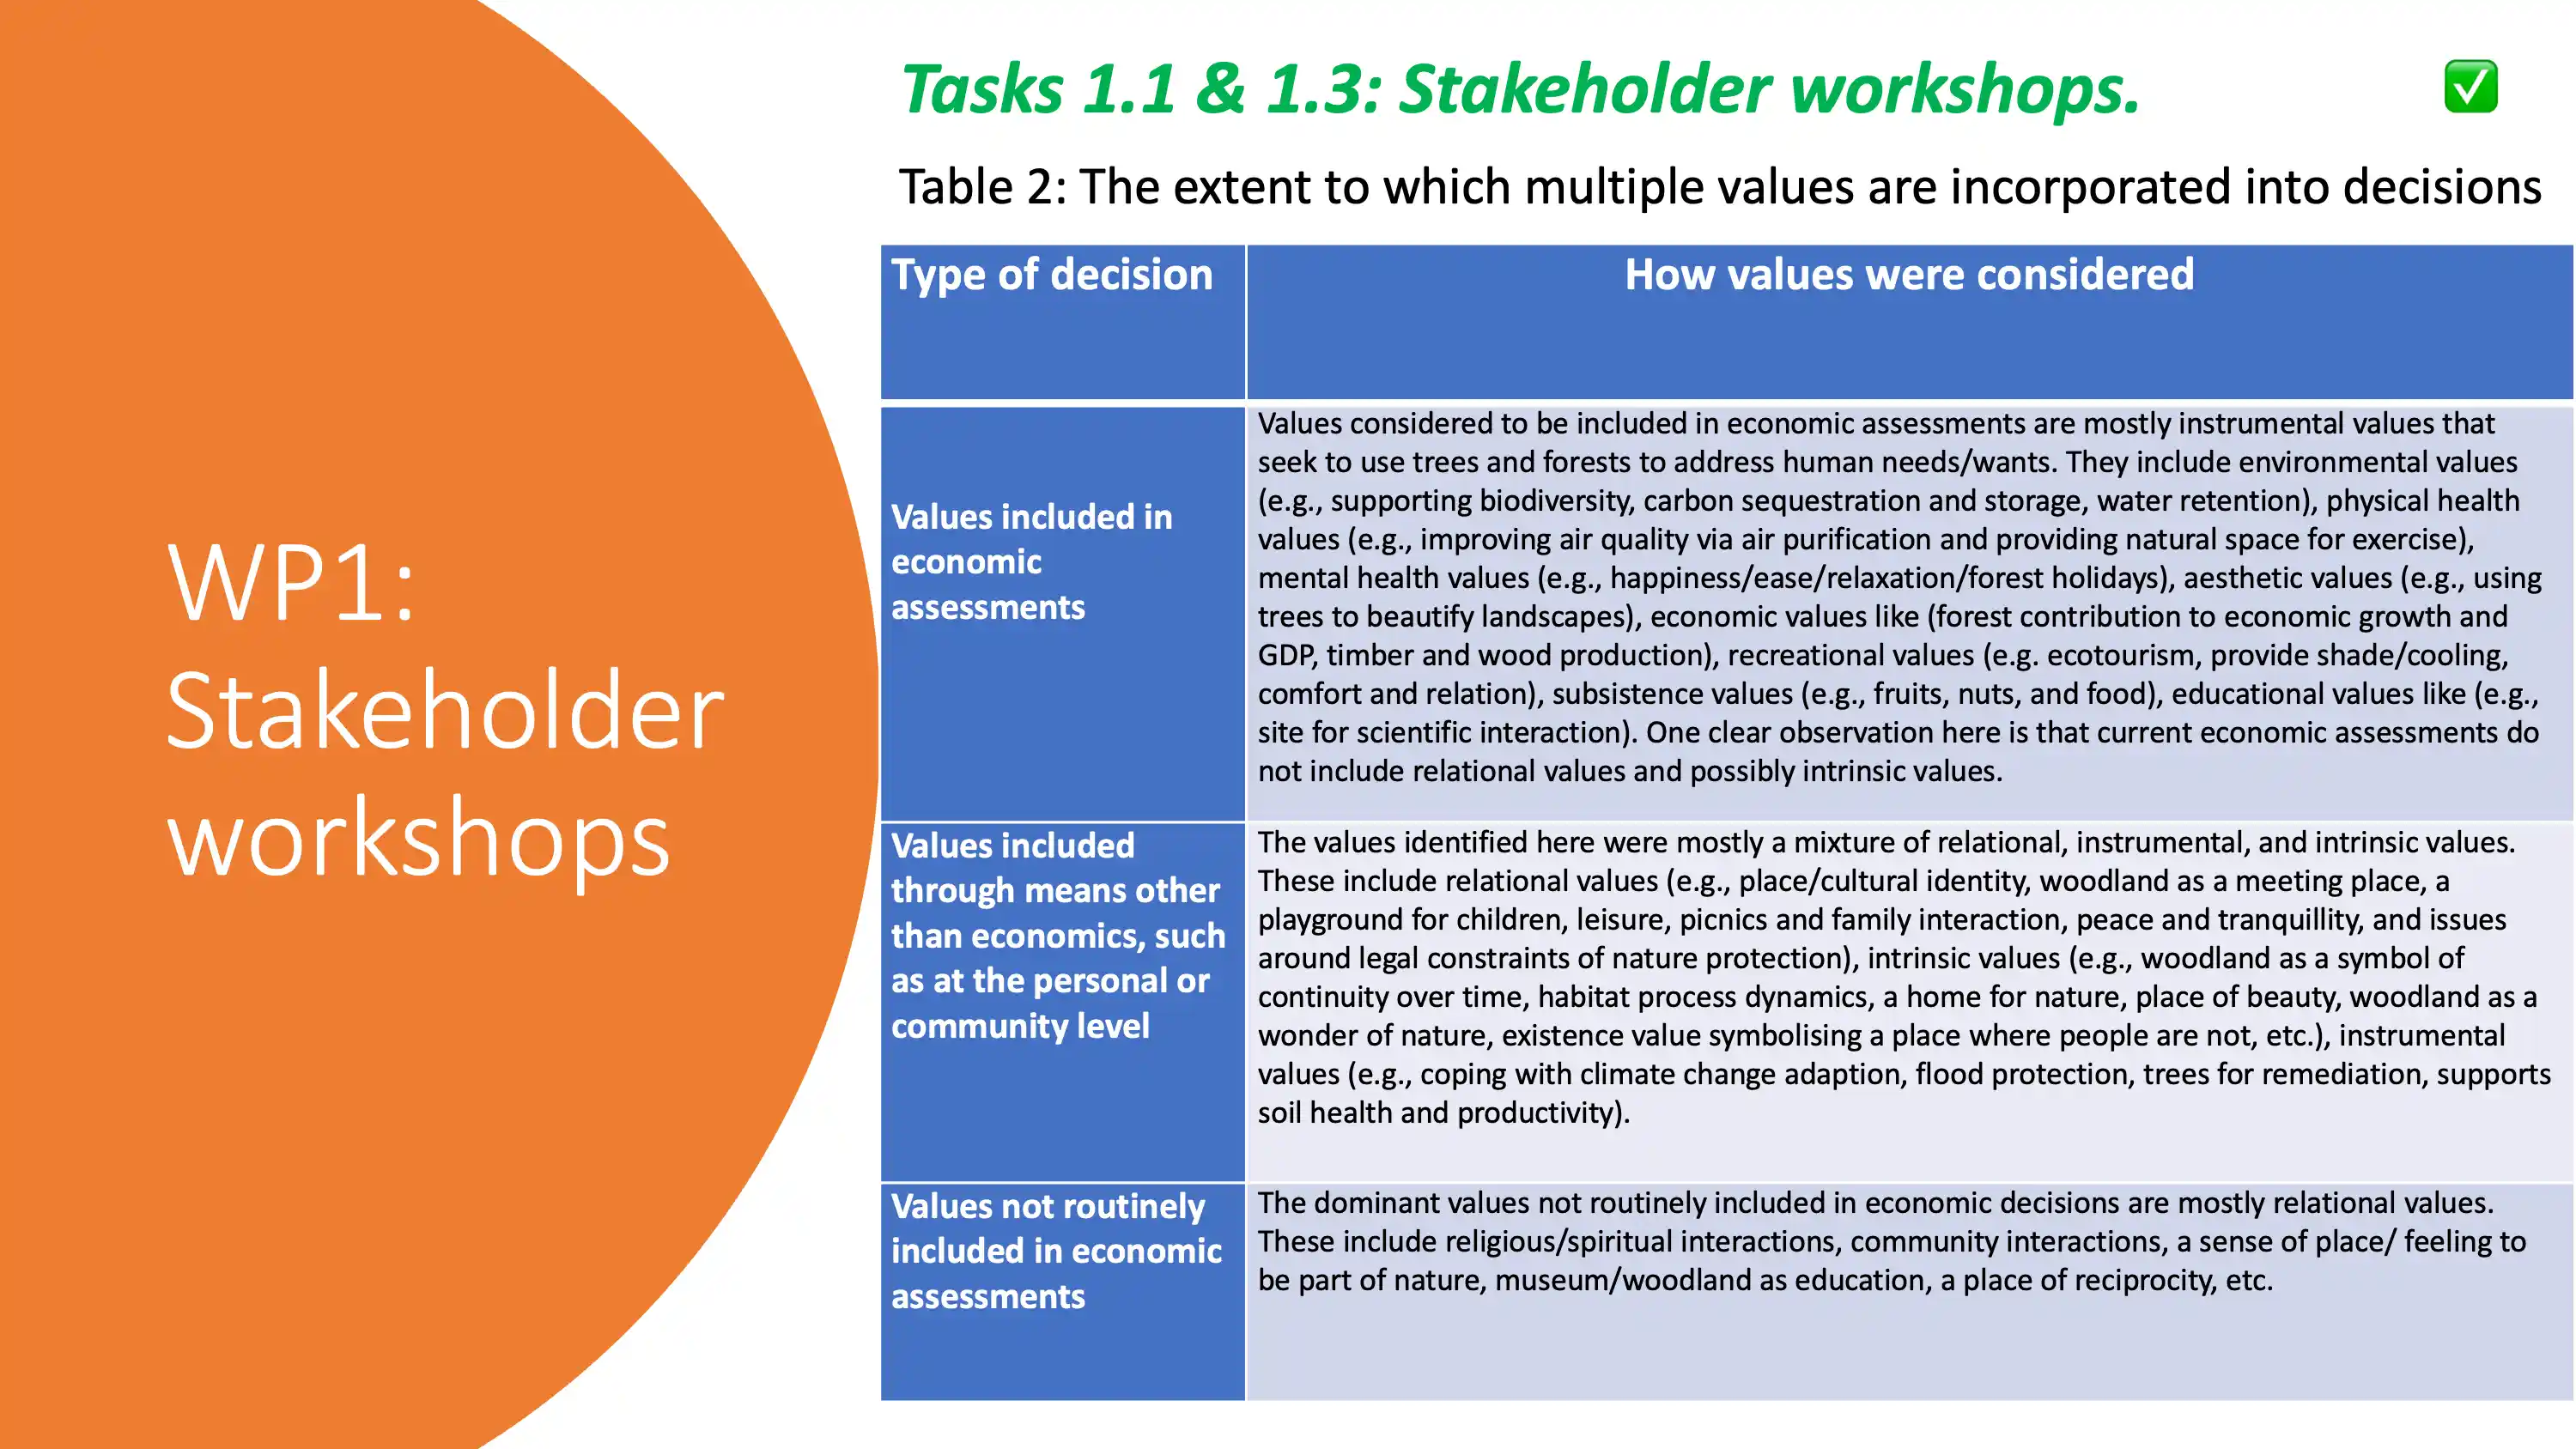 WP1:
Stakeholder
workshops
Tasks 1.1 & 1.3: Stakeholder workshops.
Table 2: The extent to which multiple values are incorporated into decisions
Type of decision
How values were considered
Values included in
economic
assessments
Values considered to be included in economic assessments are mostly instrumental values that
seek to use trees and forests to address human needs/wants. They include environmental values
(e.g., supporting biodiversity, carbon sequestration and storage, water retention), physical health
values (e.g., improving air quality via air purification and providing natural space for exercise),
mental health values (e.g., happiness/ease/relaxation/forest holidays), aesthetic values (e.g., using
trees to beautify landscapes), economic values like (forest contribution to economic growth and
GDP, timber and wood production), recreational values (e.g. ecotourism, provide shade/cooling,
comfort and relation), subsistence values (e.g., fruits, nuts, and food), educational values like (e.g.,
site for scientific interaction). One clear observation here is that current economic assessments do
not include relational values and possibly intrinsic values.
Values included
through means other
than economics, such
as at the personal or
community level
The values identified here were mostly a mixture of relational, instrumental, and intrinsic values.
These include relational values (e.g., place/cultural identity, woodland as a meeting place, a
playground for children, leisure, picnics and family interaction, peace and tranquillity, and issues
around legal constraints of nature protection), intrinsic values (e.g., woodland as a symbol of
continuity over time, habitat process dynamics, a home for nature, place of beauty, woodland as a
wonder of nature, existence value symbolising a place where people are not, etc.), instrumental
values (e.g., coping with climate change adaption, flood protection, trees for remediation, supports
soil health and productivity).
Values not routinely
included in economic
assessments
The dominant values not routinely included in economic decisions are mostly relational values.
These include religious/spiritual interactions, community interactions, a sense of place/ feeling to
be part of nature, museum/woodland as education, a place of reciprocity, etc.